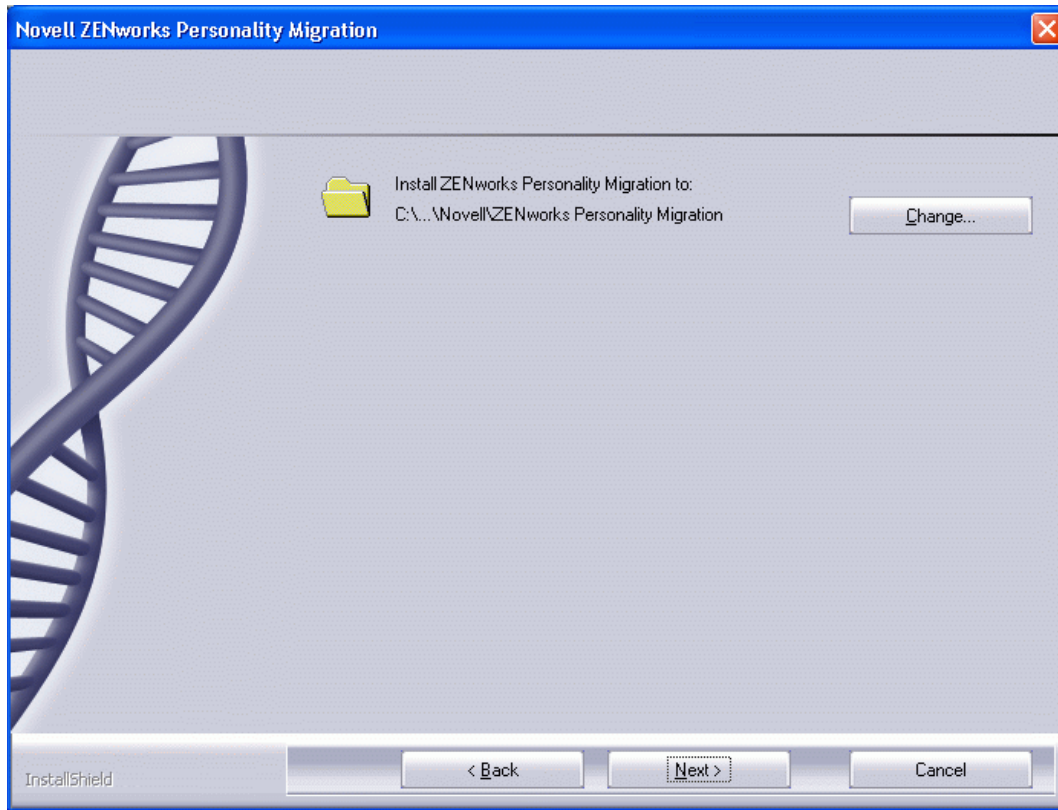 Novell ZENworks Personality Migration
Install ZENworks Personality Migration to:
C:\...\Novell\ZENworks Personality Migration
Change...
InstallShield
< Back
Next >
Cancel